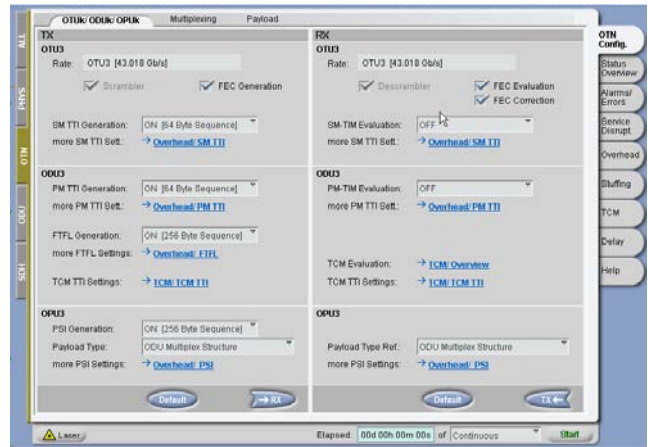 OTUk/ ODUk/ OPUk
Multiplexing
Payload
ALL
PHYS
OTN
ODU
SDH
TX
OTU3
Rate: OTU3 [43.018 Gb/s]
Scrambler
FEC Generation
SM TTI Generation: ON [64 Byte Sequence]
more SM TTI Sett.: → Overhead/ SM TTI
ODU3
PM TTI Generation: ON [64 Byte Sequence]
more PM TTI Sett.: → Overhead/ PM TTI
FTFL Generation: ON [256 Byte Sequence]
more FTFL Settings: → Overhead/ FTFL
TCM TTI Settings: → TCM/ TCM TTI
OPU3
PSI Generation: ON [256 Byte Sequence]
Payload Type: ODU Multiplex Structure
more PSI Settings: → Overhead/ PSI
Default
→ RX
RX
OTU3
Rate: OTU3 [43.018 Gb/s]
Descrambler
FEC Evaluation
FEC Correction
SM-TIM Evaluation: OFF
more SM TTI Sett.: → Overhead/ SM TTI
ODU3
PM-TIM Evaluation: OFF
more PM TTI Sett.: → Overhead/ PM TTI
TCM Evaluation: → TCM/ Overview
TCM TTI Settings: → TCM/ TCM TTI
OPU3
Payload Type Ref.: ODU Multiplex Structure
more PSI Settings: → Overhead/ PSI
Default
TX ←
OTN
Config.
Status
Overview
Alarms/
Errors
Service
Disrupt
Overhead
Stuffing
TCM
Delay
Help
Laser
Elapsed: 00d 00h 00m 00s of Continuous
Start